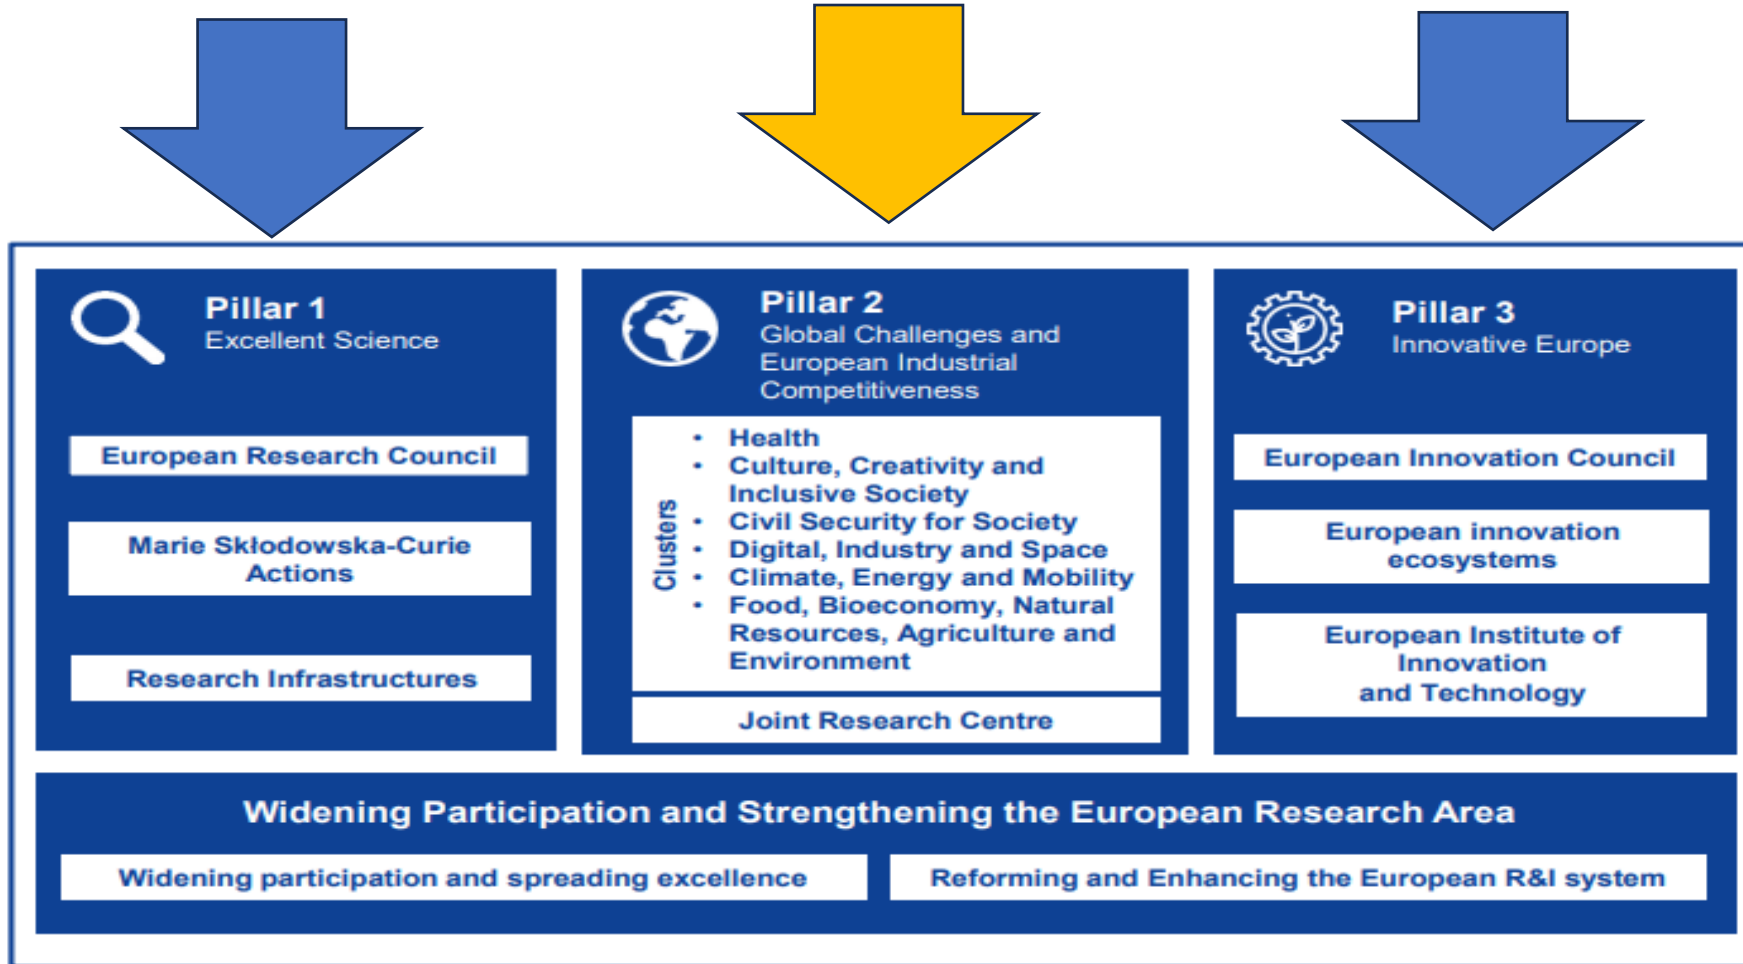 Pillar 1
Excellent Science
European Research Council
Marie Skłodowska-Curie
Actions
Research Infrastructures
Pillar 2
Global Challenges and
European Industrial
Competitiveness
Clusters
• Health
• Culture, Creativity and
Inclusive Society
• Civil Security for Society
• Digital, Industry and Space
• Climate, Energy and Mobility
• Food, Bioeconomy, Natural
Resources, Agriculture and
Environment
Joint Research Centre
Pillar 3
Innovative Europe
European Innovation Council
European innovation
ecosystems
European Institute of
Innovation
and Technology
Widening Participation and Strengthening the European Research Area
Widening participation and spreading excellence
Reforming and Enhancing the European R&I system